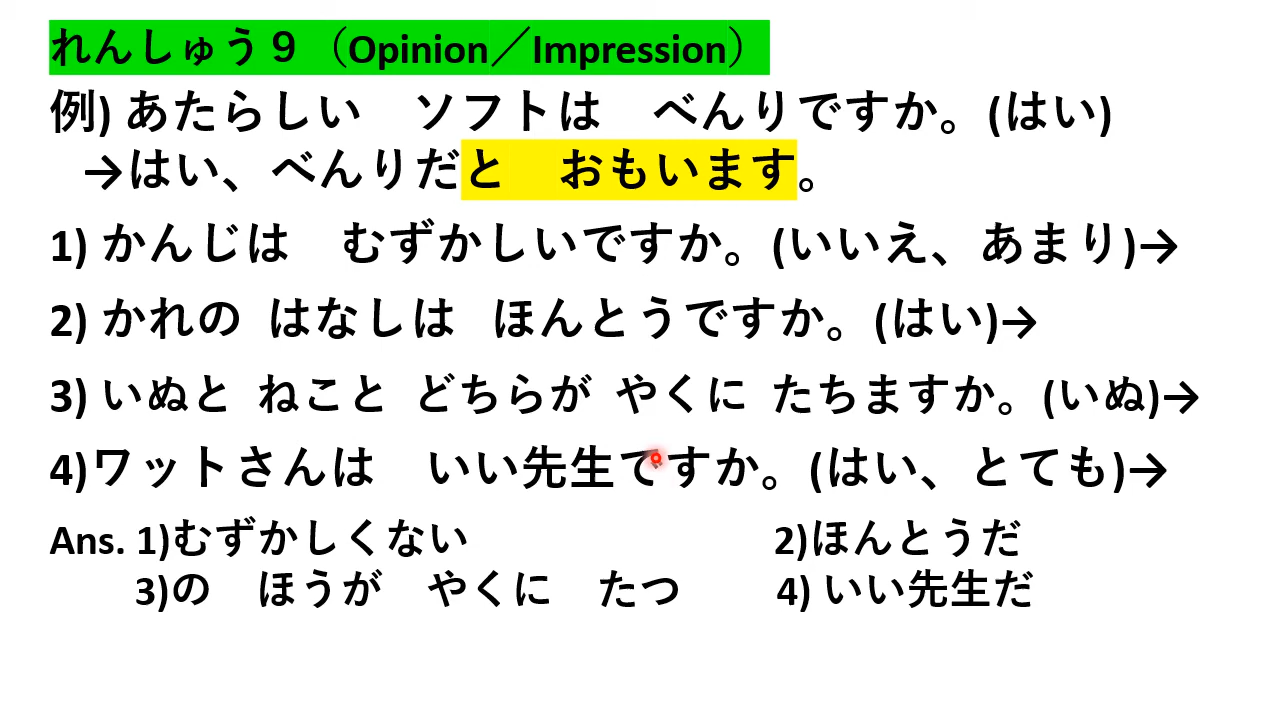 れんしゅう９（Opinion／Impression）
例) あたらしい　ソフトは　べんりですか。(はい)
→はい、べんりだと　おもいます。
1) かんじは　むずかしいですか。(いいえ、あまり)→
2) かれの はなしは ほんとうですか。(はい)→
3) いぬと ねこと どちらが やくに たちますか。(いぬ)→
4)ワットさんは　いい先生ですか。(はい、とても)→
Ans. 1)むずかしくない　2)ほんとうだ
3)の　ほうが　やくに　たつ　4) いい先生だ